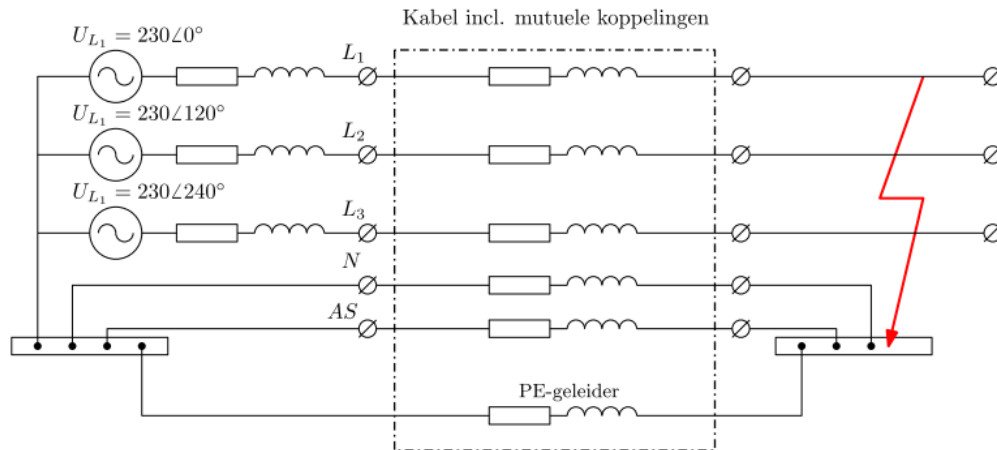 Kabel incl. mutuele koppelingen
U_{L_1} = 230∠0°
L_1
U_{L_1} = 230∠120°
L_2
U_{L_1} = 230∠240°
L_3
N
AS
PE-geleider